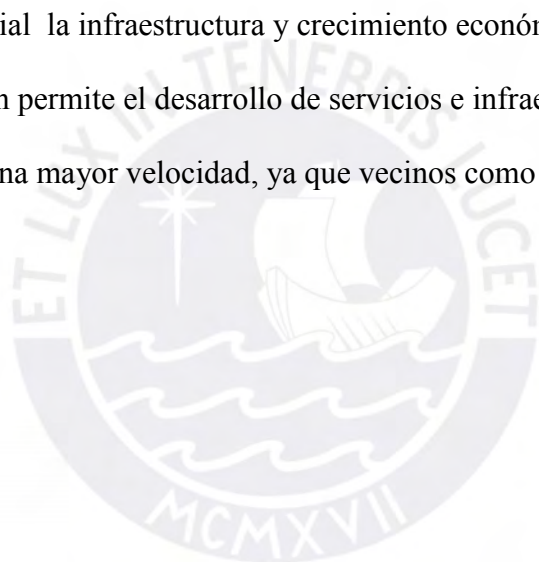 ial la infraestructura y crecimiento econó
n permite el desarrollo de servicios e infrae
na mayor velocidad, ya que vecinos como
ET LUX IN TENEBRIS LUCET
MCMXVII